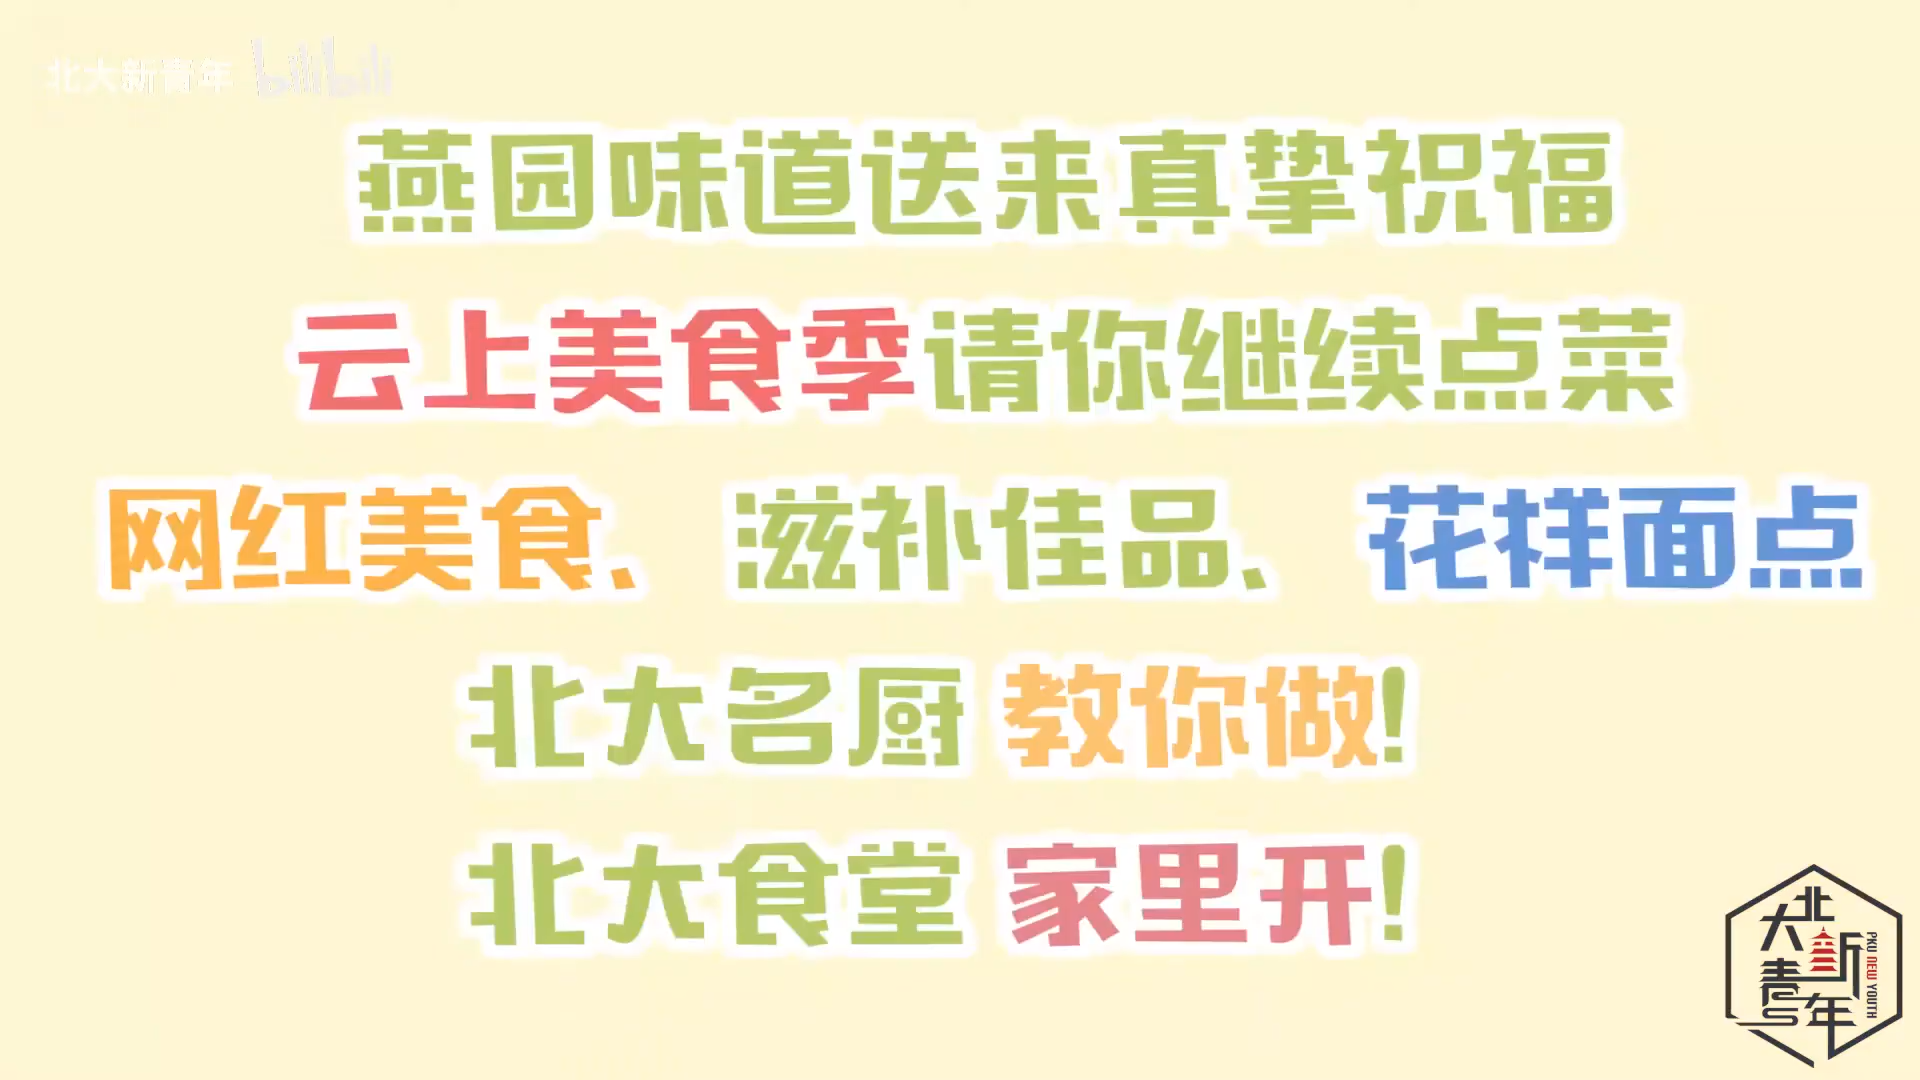 北大新青年 bilibili
燕园味道送来真挚祝福
云上美食季请你继续点菜
网红美食、滋补佳品、花样面点
北大名厨 教你做!
北大食堂 家里开!
北大新青年
PKU NEW YOUTH